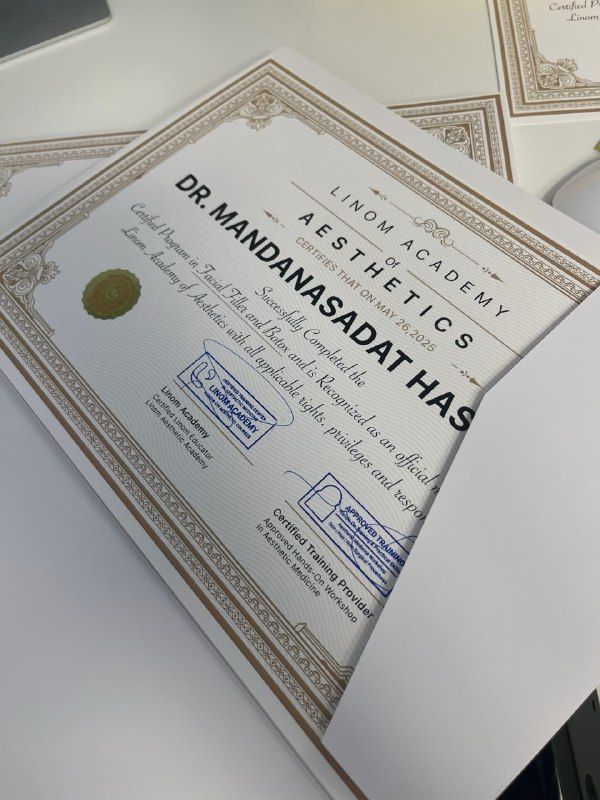 LINOM ACADEMY
OF
AESTHETICS
CERTIFIES THAT ON MAY 26 2025
DR. MANDANASADAT HAS
Successfully Completed the
Certified Program in Facial Filler and Botox and is Recognized as an official
Linom Academy of Aesthetics with all applicable rights, privileges and
LINOM ACADEMY
Linom Academy
Certified Linom Educator
Linom Aesthetic Academy
APPROVED TRAINING
Certified Training Provider
Approved Hands-On Workshop
in Aesthetic Medicine
Certified
Linom